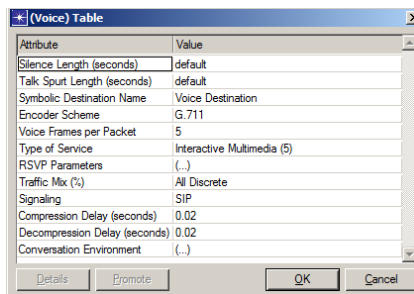 (Voice) Table
Attribute Value
Silence Length (seconds) default
Talk Spurt Length (seconds) default
Symbolic Destination Name Voice Destination
Encoder Scheme G.711
Voice Frames per Packet 5
Type of Service Interactive Multimedia (5)
RSVP Parameters (...)
Traffic Mix (%) All Discrete
Signaling SIP
Compression Delay (seconds) 0.02
Decompression Delay (seconds) 0.02
Conversation Environment (...)
Details Promote OK Cancel